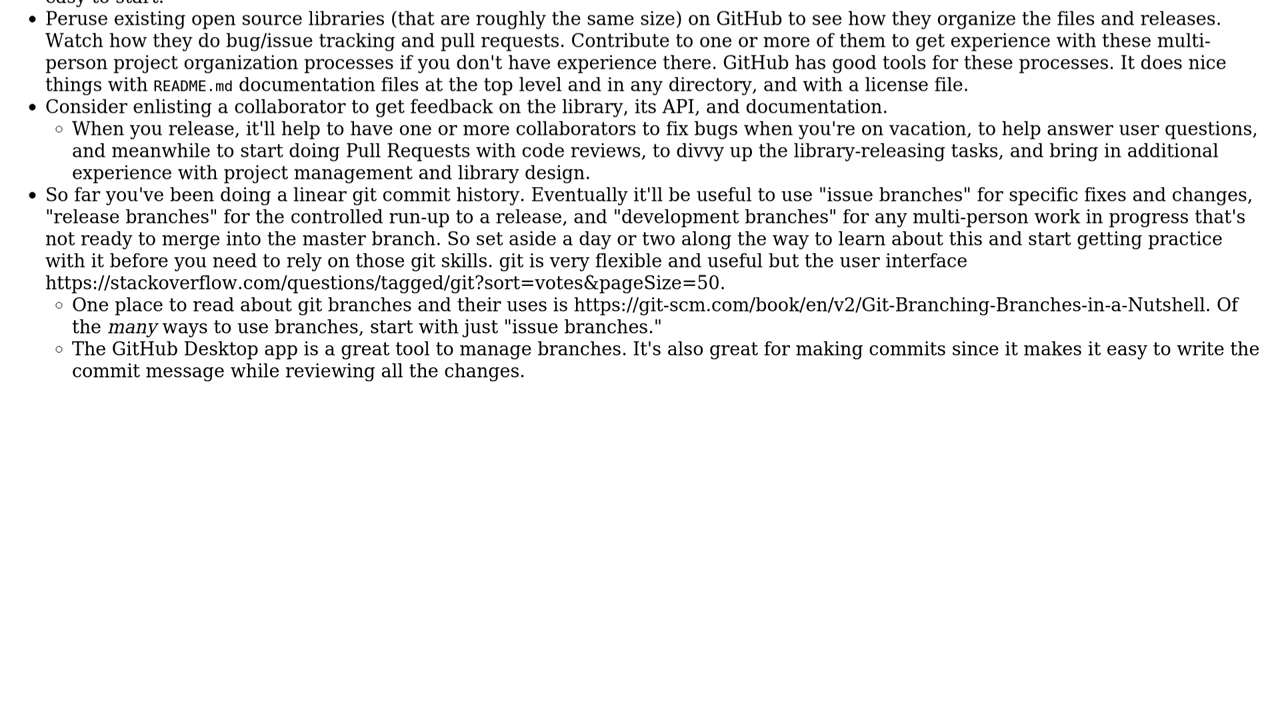 easy to start.
• Peruse existing open source libraries (that are roughly the same size) on GitHub to see how they organize the files and releases.
Watch how they do bug/issue tracking and pull requests. Contribute to one or more of them to get experience with these multi-
person project organization processes if you don't have experience there. GitHub has good tools for these processes. It does nice
things with README.md documentation files at the top level and in any directory, and with a license file.
• Consider enlisting a collaborator to get feedback on the library, its API, and documentation.
◦ When you release, it'll help to have one or more collaborators to fix bugs when you're on vacation, to help answer user questions,
and meanwhile to start doing Pull Requests with code reviews, to divvy up the library-releasing tasks, and bring in additional
experience with project management and library design.
• So far you've been doing a linear git commit history. Eventually it'll be useful to use "issue branches" for specific fixes and changes,
"release branches" for the controlled run-up to a release, and "development branches" for any multi-person work in progress that's
not ready to merge into the master branch. So set aside a day or two along the way to learn about this and start getting practice
with it before you need to rely on those git skills. git is very flexible and useful but the user interface
https://stackoverflow.com/questions/tagged/git?sort=votes&pageSize=50.
◦ One place to read about git branches and their uses is https://git-scm.com/book/en/v2/Git-Branching-Branches-in-a-Nutshell. Of
the many ways to use branches, start with just "issue branches."
◦ The GitHub Desktop app is a great tool to manage branches. It's also great for making commits since it makes it easy to write the
commit message while reviewing all the changes.